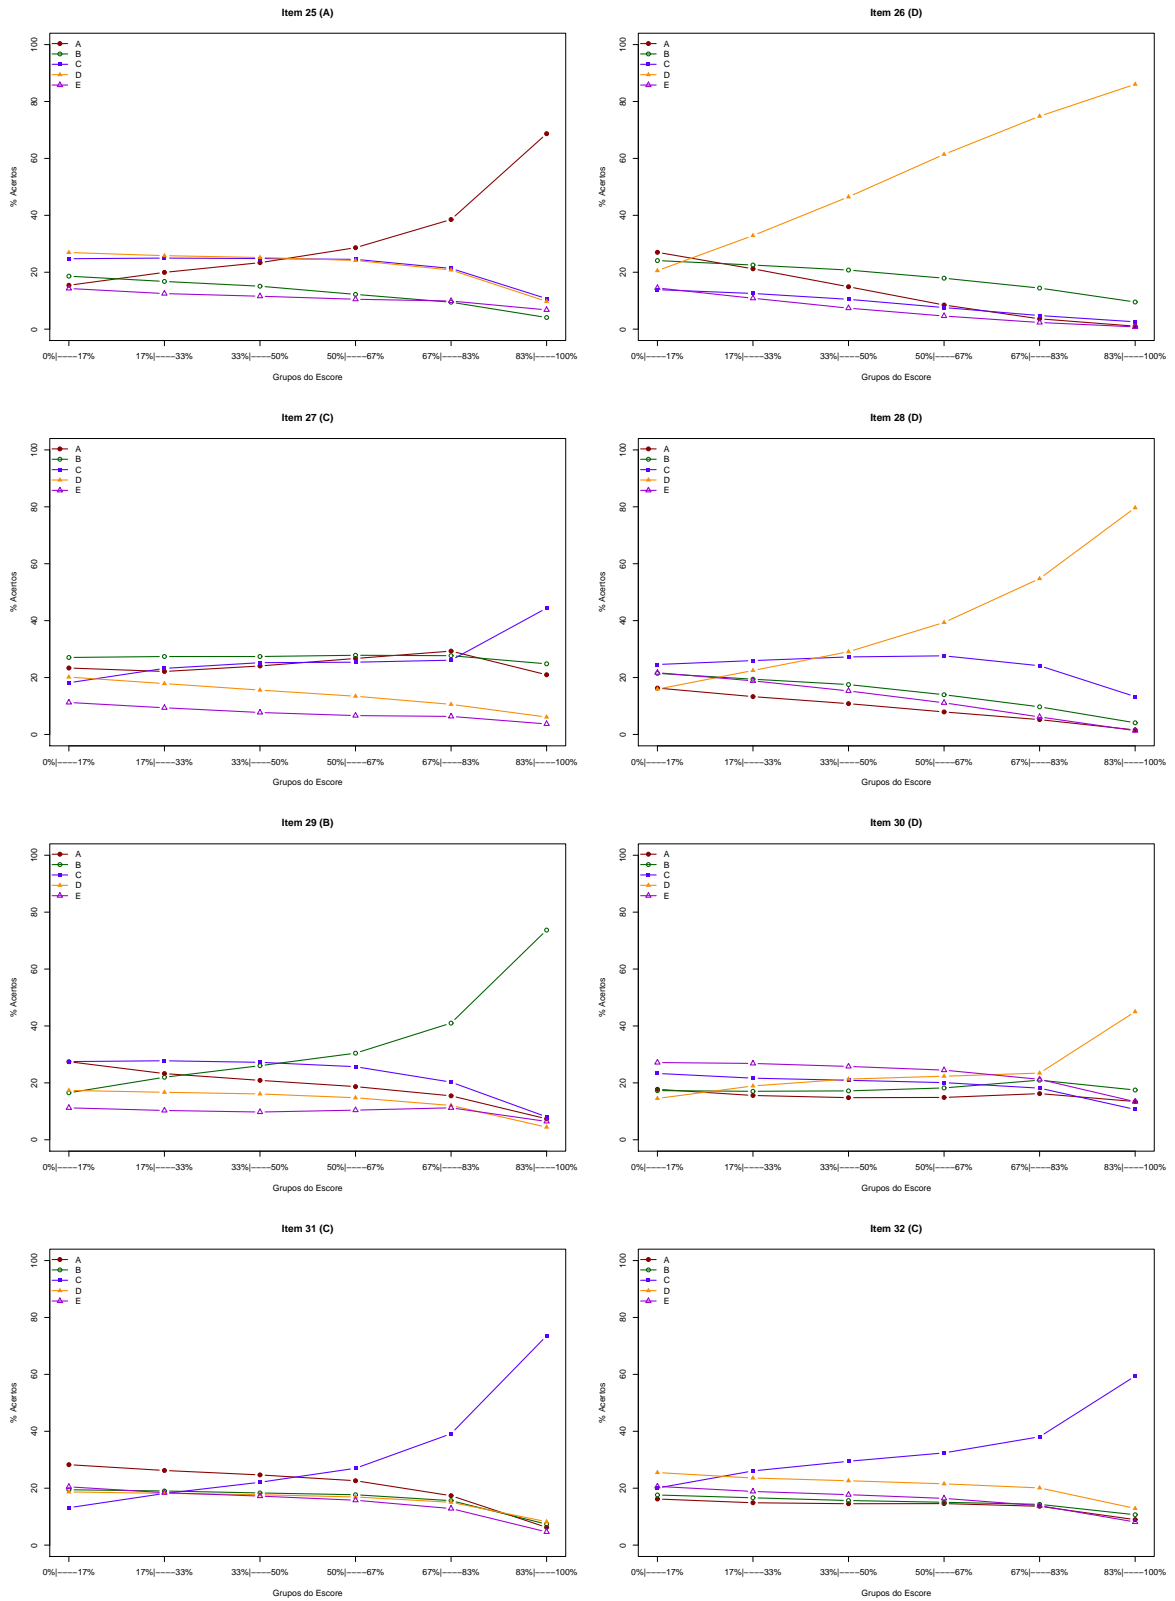 Item 25 (A)
% Acertos
100
80
60
40
20
0
A
B
C
D
E
0%|−−−−17%
17%|−−−−33%
33%|−−−−50%
50%|−−−−67%
67%|−−−−83%
83%|−−−−100%
Grupos do Escore
Item 26 (D)
% Acertos
100
80
60
40
20
0
A
B
C
D
E
0%|−−−−17%
17%|−−−−33%
33%|−−−−50%
50%|−−−−67%
67%|−−−−83%
83%|−−−−100%
Grupos do Escore
Item 27 (C)
% Acertos
100
80
60
40
20
0
A
B
C
D
E
0%|−−−−17%
17%|−−−−33%
33%|−−−−50%
50%|−−−−67%
67%|−−−−83%
83%|−−−−100%
Grupos do Escore
Item 28 (D)
% Acertos
100
80
60
40
20
0
A
B
C
D
E
0%|−−−−17%
17%|−−−−33%
33%|−−−−50%
50%|−−−−67%
67%|−−−−83%
83%|−−−−100%
Grupos do Escore
Item 29 (B)
% Acertos
100
80
60
40
20
0
A
B
C
D
E
0%|−−−−17%
17%|−−−−33%
33%|−−−−50%
50%|−−−−67%
67%|−−−−83%
83%|−−−−100%
Grupos do Escore
Item 30 (D)
% Acertos
100
80
60
40
20
0
A
B
C
D
E
0%|−−−−17%
17%|−−−−33%
33%|−−−−50%
50%|−−−−67%
67%|−−−−83%
83%|−−−−100%
Grupos do Escore
Item 31 (C)
% Acertos
100
80
60
40
20
0
A
B
C
D
E
0%|−−−−17%
17%|−−−−33%
33%|−−−−50%
50%|−−−−67%
67%|−−−−83%
83%|−−−−100%
Grupos do Escore
Item 32 (C)
% Acertos
100
80
60
40
20
0
A
B
C
D
E
0%|−−−−17%
17%|−−−−33%
33%|−−−−50%
50%|−−−−67%
67%|−−−−83%
83%|−−−−100%
Grupos do Escore